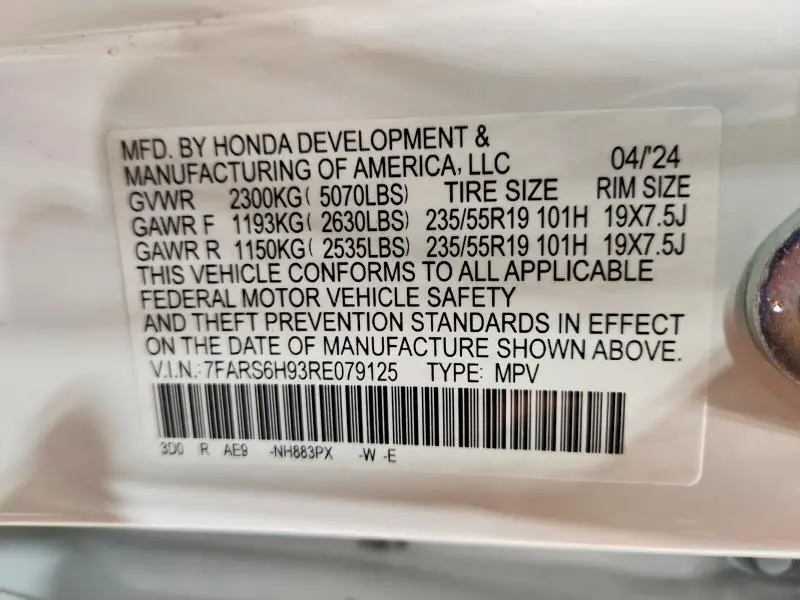 MFD. BY HONDA DEVELOPMENT &
MANUFACTURING OF AMERICA, LLC 04/'24
GVWR 2300KG( 5070LBS) TIRE SIZE RIM SIZE
GAWR F 1193KG( 2630LBS) 235/55R19 101H 19X7.5J
GAWR R 1150KG( 2535LBS) 235/55R19 101H 19X7.5J
THIS VEHICLE CONFORMS TO ALL APPLICABLE
FEDERAL MOTOR VEHICLE SAFETY
AND THEFT PREVENTION STANDARDS IN EFFECT
ON THE DATE OF MANUFACTURE SHOWN ABOVE.
V.I.N.:7FARS6H93RE079125 TYPE: MPV
3D0 R AE9 -NH883PX -W -E